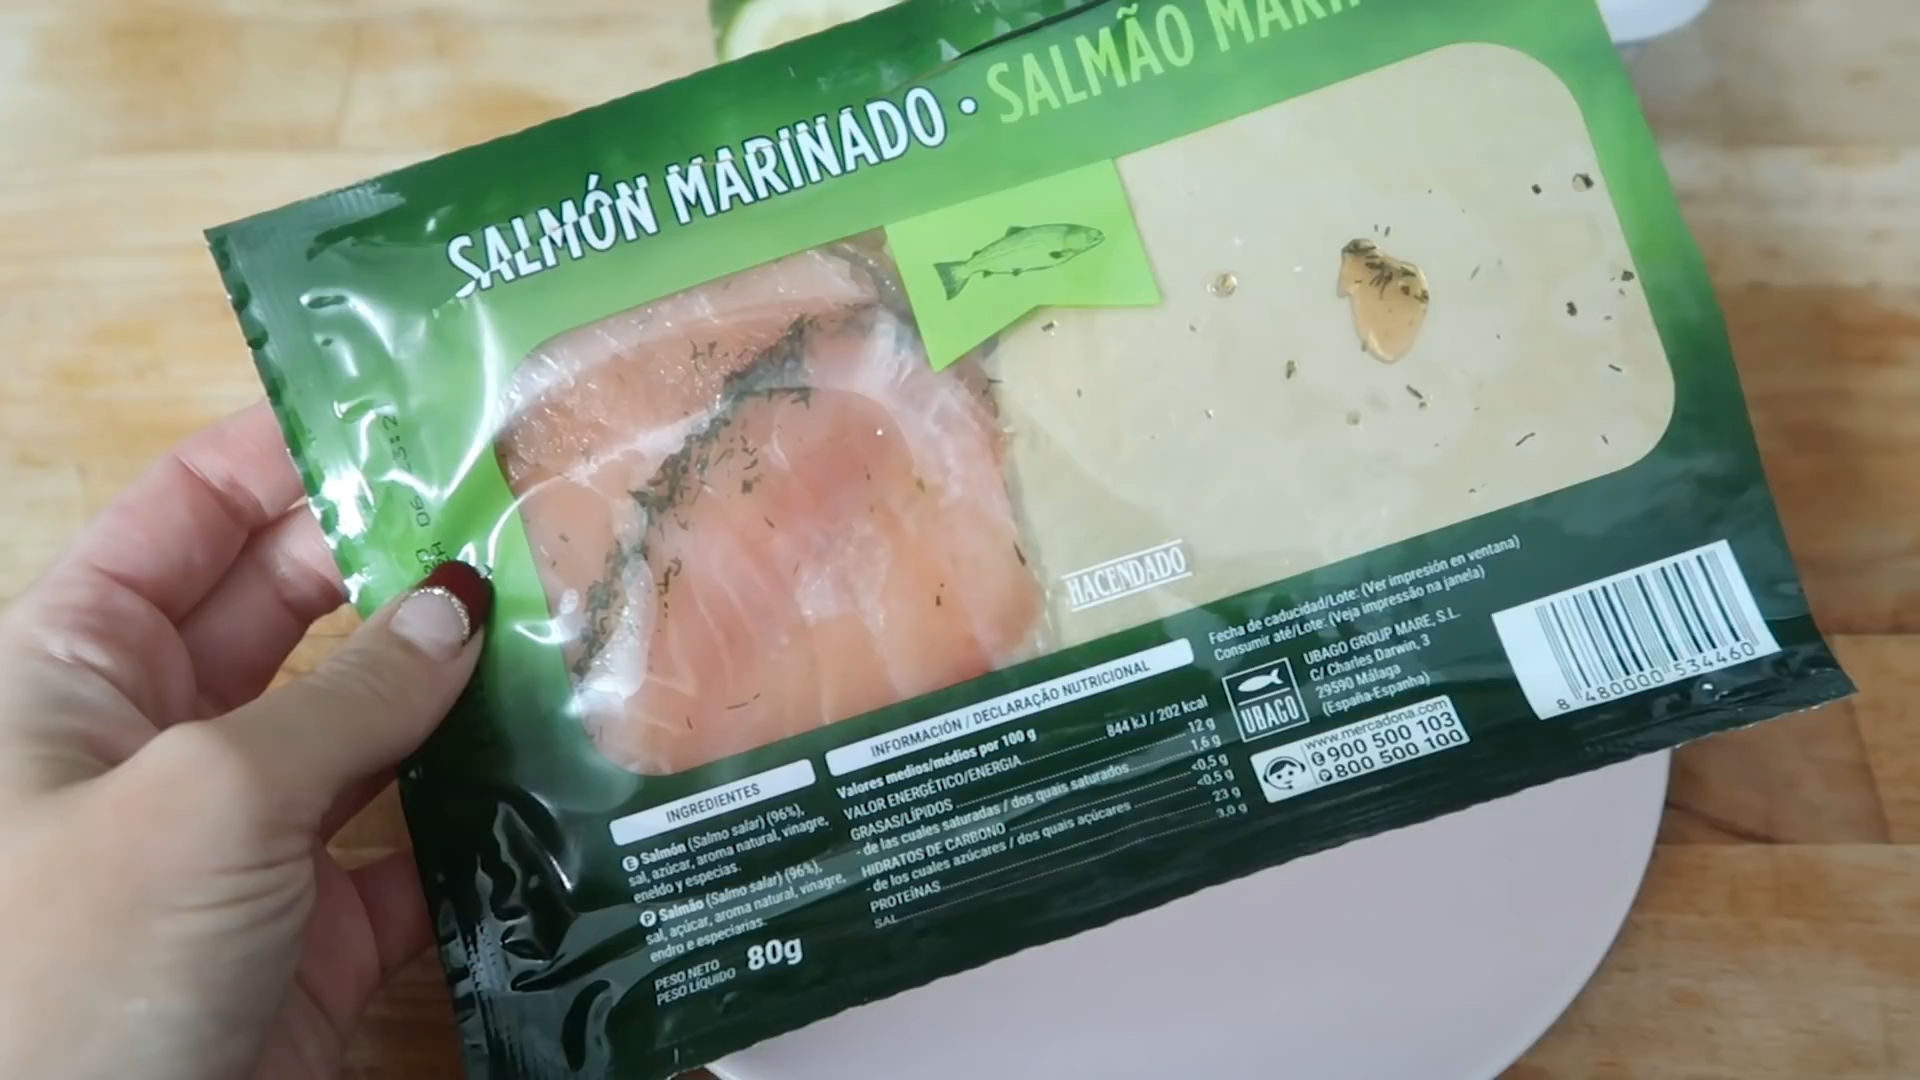 SALMÓN MARINADO · SALMÃO
HACENDADO
INGREDIENTES
E Salmón (Salmo salar) (96%),
sal, azúcar, aroma natural, vinagre,
eneldo y especias.
P Salmão (Salmo salar) (96%),
sal, açúcar, aroma natural, vinagre,
endro e especiarias.
PESO NETO
PESO LÍQUIDO
80g
INFORMACIÓN / DECLARAÇÃO NUTRICIONAL
Valores medios/médios por 100 g
VALOR ENERGÉTICO/ENERGIA 844 kJ / 202 kcal
GRASAS/LÍPIDOS 12 g
- de las cuales saturadas / dos quais saturados 1,6 g
HIDRATOS DE CARBONO <0,5 g
- de los cuales azúcares / dos quais açúcares <0,5 g
PROTEÍNAS 23 g
SAL 3,0 g
Fecha de caducidad/Lote: (Ver impresión en ventana)
Consumir até/Lote: (Veja impressão na janela)
UBAGO
UBAGO GROUP MARE, S.L.
C/ Charles Darwin, 3
29590 Málaga
(España-Espanha)
www.mercadona.com
E 900 500 103
P 800 500 100
8 480000 534460